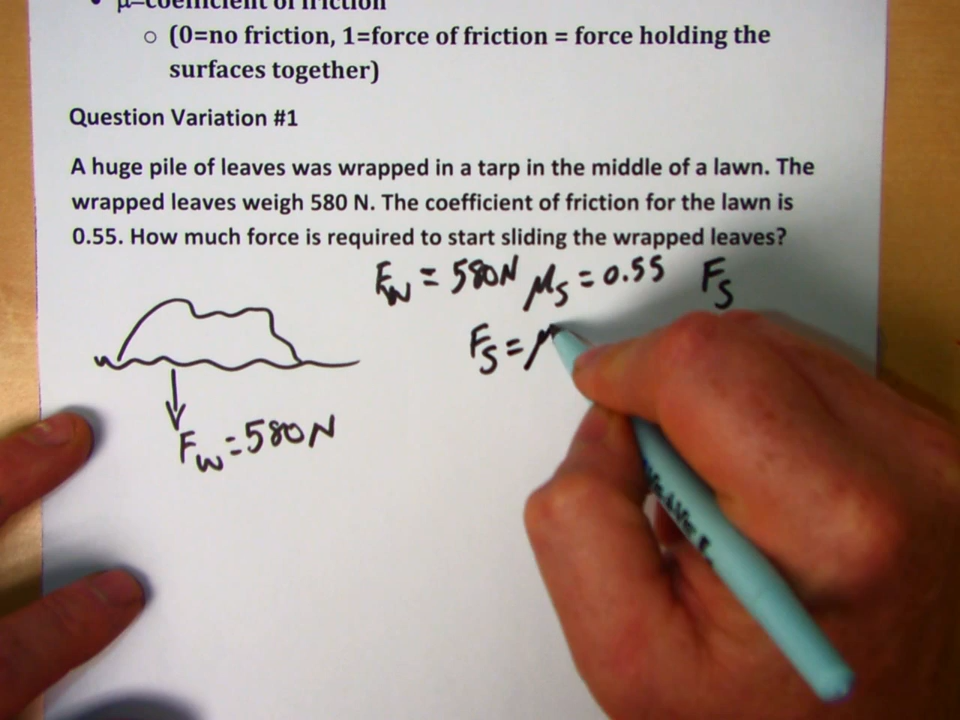 • μ=coefficient of friction
○ (0=no friction, 1=force of friction = force holding the
surfaces together)
Question Variation #1
A huge pile of leaves was wrapped in a tarp in the middle of a lawn. The
wrapped leaves weigh 580 N. The coefficient of friction for the lawn is
0.55. How much force is required to start sliding the wrapped leaves?
Fw = 580N μs = 0.55 Fs
Fs = μ
Fw = 580N